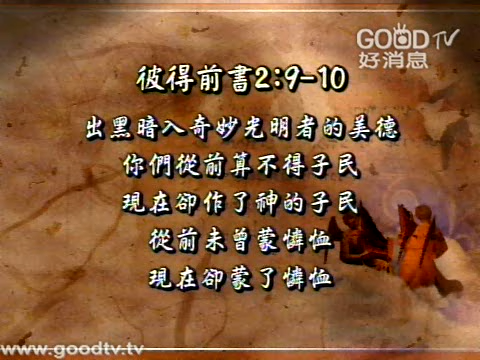 GOOD TV
好消息
彼得前書2:9-10
出黑暗入奇妙光明者的美德
你們從前算不得子民
現在卻作了神的子民
從前未曾蒙憐恤
現在卻蒙了憐恤
www.goodtv.tv